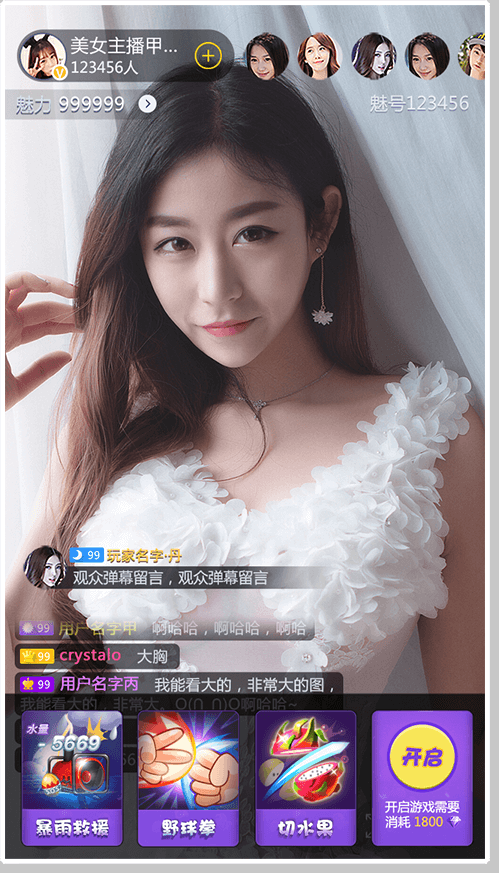 美女主播甲...
123456人
V
魅力 999999
魅号123456
99 玩家名字·丹
观众弹幕留言，观众弹幕留言
99 用户名字甲 啊哈哈，啊哈哈，啊哈
99 crystalo 大胸
99 用户名字丙 我能看大的，非常大的图，
我能看大的，非常大。O(∩_∩)O啊哈哈~
水量
5669
暴雨救援
野球拳
切水果
开启
开启游戏需要
消耗 1800